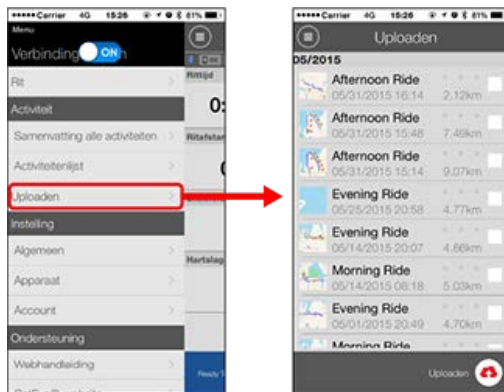 Carrier 4G 15:26 81%
Menu
Verbinding ON
Rit
Activiteit
Samenvatting alle activiteiten
Activiteitenlijst
Uploaden
Instelling
Algemeen
Apparaat
Account
Ondersteuning
Webhandleiding
Rittijd
0:
Ritafstan
Hartslag
Ready T
Carrier 4G 15:26 81%
Uploaden
05/2015
Afternoon Ride
05/31/2015 16:14 2,12km
Afternoon Ride
05/31/2015 15:48 7,49km
Afternoon Ride
05/31/2015 15:14 9,07km
Evening Ride
05/25/2015 20:58 4,77km
Evening Ride
05/14/2015 20:07 4,66km
Morning Ride
05/14/2015 08:18 5,03km
Evening Ride
05/01/2015 20:49 4,70km
Morning Ride
Uploaden